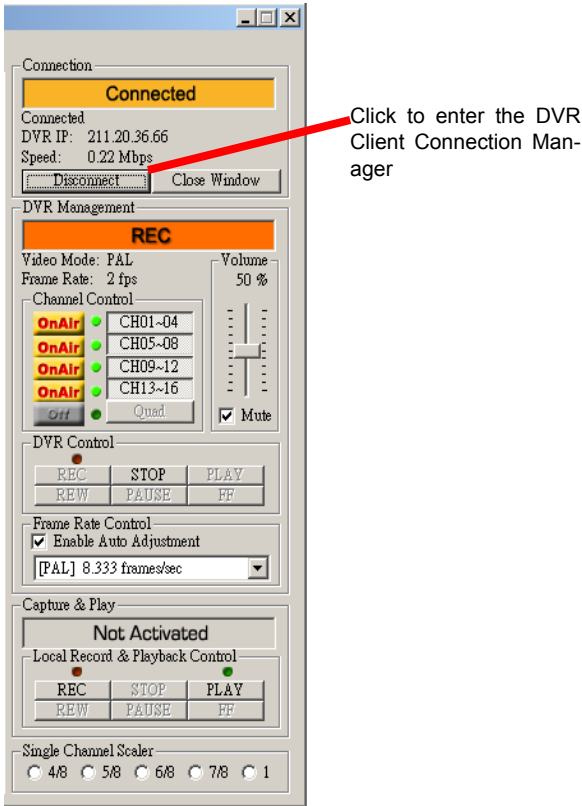 Connection
Connected
Connected
DVR IP: 211.20.36.66
Speed: 0.22 Mbps
Disconnect Close Window
Click to enter the DVR
Client Connection Man-
ager
DVR Management
REC
Video Mode: PAL
Frame Rate: 2 fps
Volume
50 %
Channel Control
OnAir CH01~04
OnAir CH05~08
OnAir CH09~12
OnAir CH13~16
Off Quad
Mute
DVR Control
REC STOP PLAY
REW PAUSE FF
Frame Rate Control
Enable Auto Adjustment
[PAL] 8.333 frames/sec
Capture & Play
Not Activated
Local Record & Playback Control
REC STOP PLAY
REW PAUSE FF
Single Channel Scaler
4/8 5/8 6/8 7/8 1